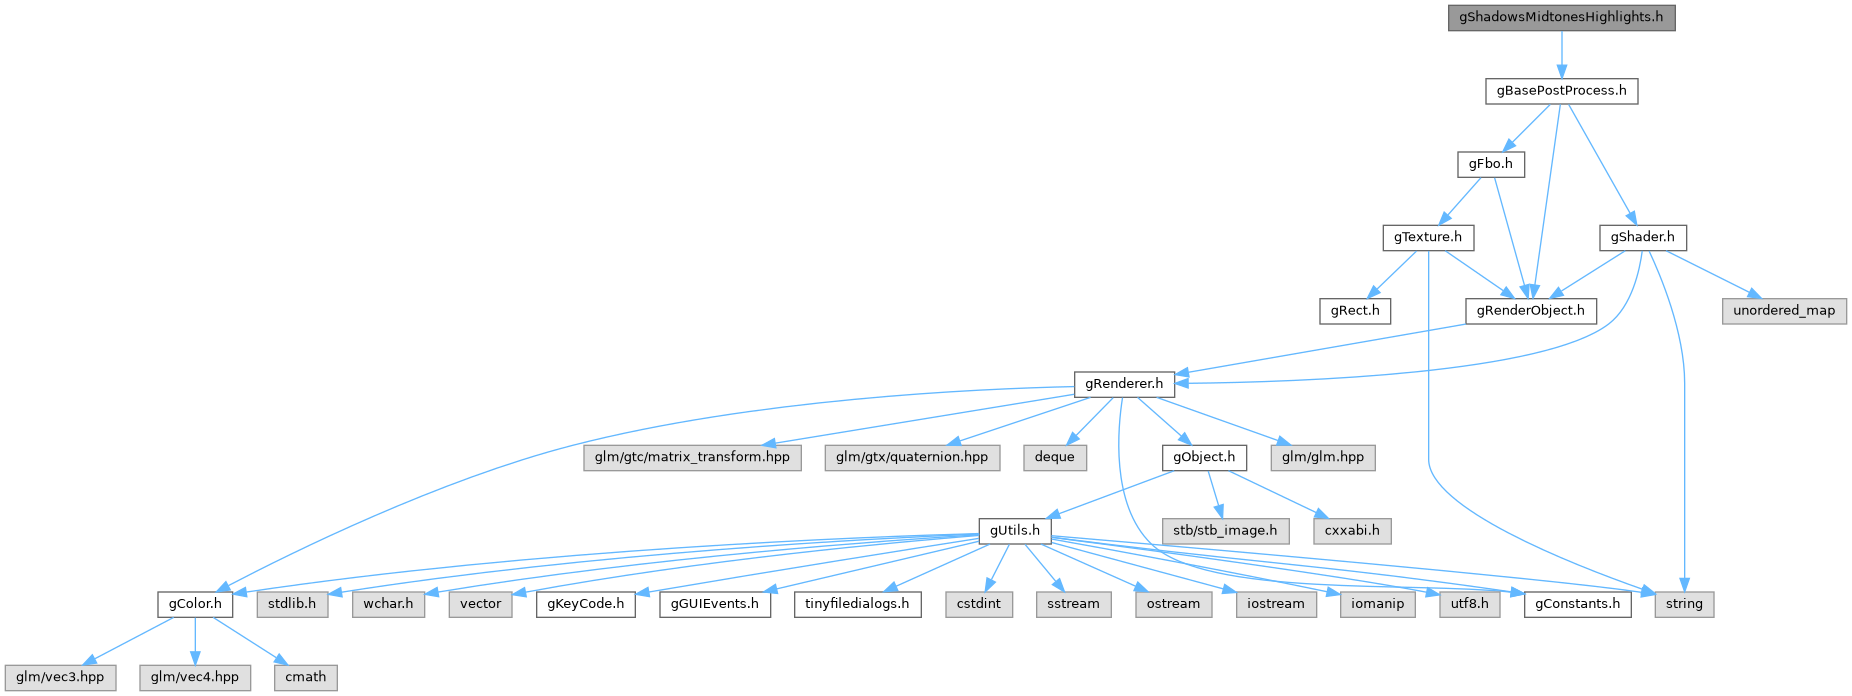 gShadowsMidtonesHighlights.h
gBasePostProcess.h
gFbo.h
gTexture.h
gShader.h
gRect.h
gRenderObject.h
unordered_map
gRenderer.h
glm/gtc/matrix_transform.hpp
glm/gtx/quaternion.hpp
deque
gObject.h
glm/glm.hpp
gUtils.h
stb/stb_image.h
cxxabi.h
gColor.h
stdlib.h
wchar.h
vector
gKeyCode.h
gGUIEvents.h
tinyfiledialogs.h
cstdint
sstream
ostream
iostream
iomanip
utf8.h
gConstants.h
string
glm/vec3.hpp
glm/vec4.hpp
cmath